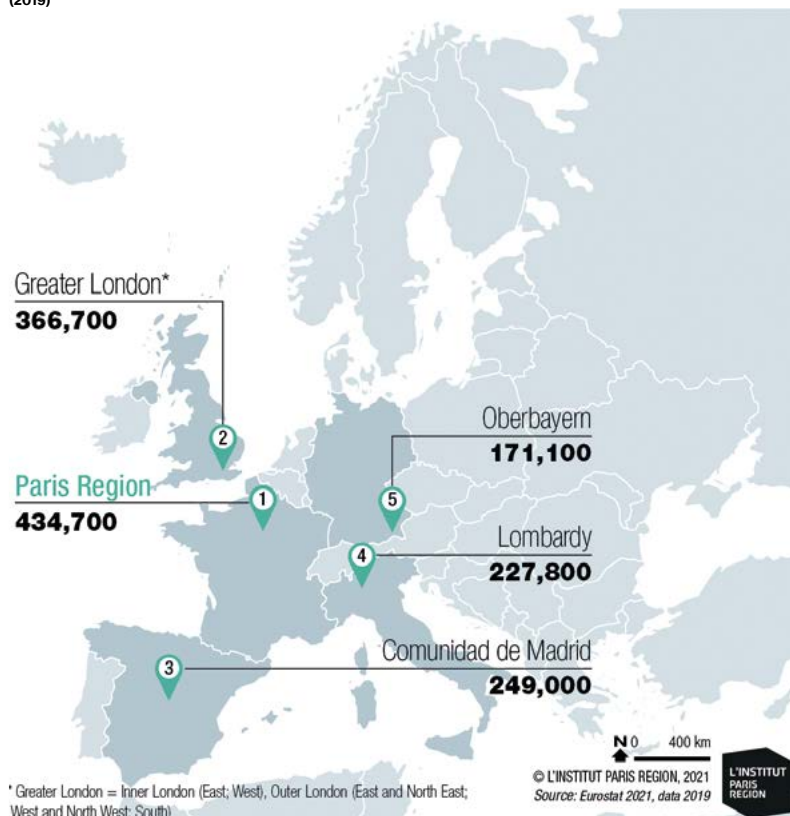 (2019)
Greater London*
366,700
2
Oberbayern
171,100
Paris Region
434,700
1
5
4
Lombardy
227,800
3
Comunidad de Madrid
249,000
N 0 400 km
© L'INSTITUT PARIS REGION, 2021
Source: Eurostat 2021, data 2019
L'INSTITUT
PARIS
REGION
* Greater London = Inner London (East; West), Outer London (East and North East;
West and North West; South)